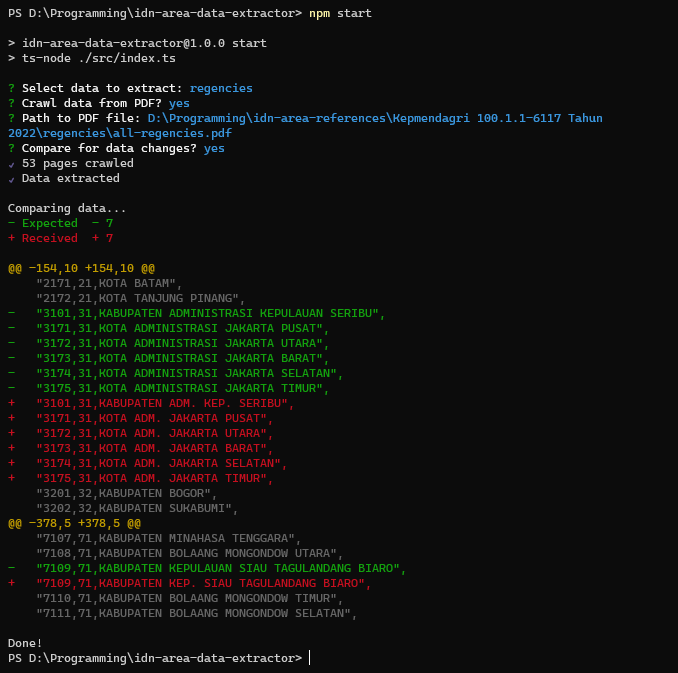 PS D:\Programming\idn-area-data-extractor> npm start
> idn-area-data-extractor@1.0.0 start
> ts-node ./src/index.ts
? Select data to extract: regencies
? Crawl data from PDF? yes
? Path to PDF file: D:\Programming\idn-area-references\Kepmendagri 100.1.1-6117 Tahun
2022\regencies\all-regencies.pdf
? Compare for data changes? yes
✓ 53 pages crawled
✓ Data extracted
Comparing data...
- Expected  - 7
+ Received  + 7
@@ -154,10 +154,10 @@
    "2171,21,KOTA BATAM",
    "2172,21,KOTA TANJUNG PINANG",
-   "3101,31,KABUPATEN ADMINISTRASI KEPULAUAN SERIBU",
-   "3171,31,KOTA ADMINISTRASI JAKARTA PUSAT",
-   "3172,31,KOTA ADMINISTRASI JAKARTA UTARA",
-   "3173,31,KOTA ADMINISTRASI JAKARTA BARAT",
-   "3174,31,KOTA ADMINISTRASI JAKARTA SELATAN",
-   "3175,31,KOTA ADMINISTRASI JAKARTA TIMUR",
+   "3101,31,KABUPATEN ADM. KEP. SERIBU",
+   "3171,31,KOTA ADM. JAKARTA PUSAT",
+   "3172,31,KOTA ADM. JAKARTA UTARA",
+   "3173,31,KOTA ADM. JAKARTA BARAT",
+   "3174,31,KOTA ADM. JAKARTA SELATAN",
+   "3175,31,KOTA ADM. JAKARTA TIMUR",
    "3201,32,KABUPATEN BOGOR",
    "3202,32,KABUPATEN SUKABUMI",
@@ -378,5 +378,5 @@
    "7107,71,KABUPATEN MINAHASA TENGGARA",
    "7108,71,KABUPATEN BOLAANG MONGONDOW UTARA",
-   "7109,71,KABUPATEN KEPULAUAN SIAU TAGULANDANG BIARO",
+   "7109,71,KABUPATEN KEP. SIAU TAGULANDANG BIARO",
    "7110,71,KABUPATEN BOLAANG MONGONDOW TIMUR",
    "7111,71,KABUPATEN BOLAANG MONGONDOW SELATAN",
Done!
PS D:\Programming\idn-area-data-extractor>